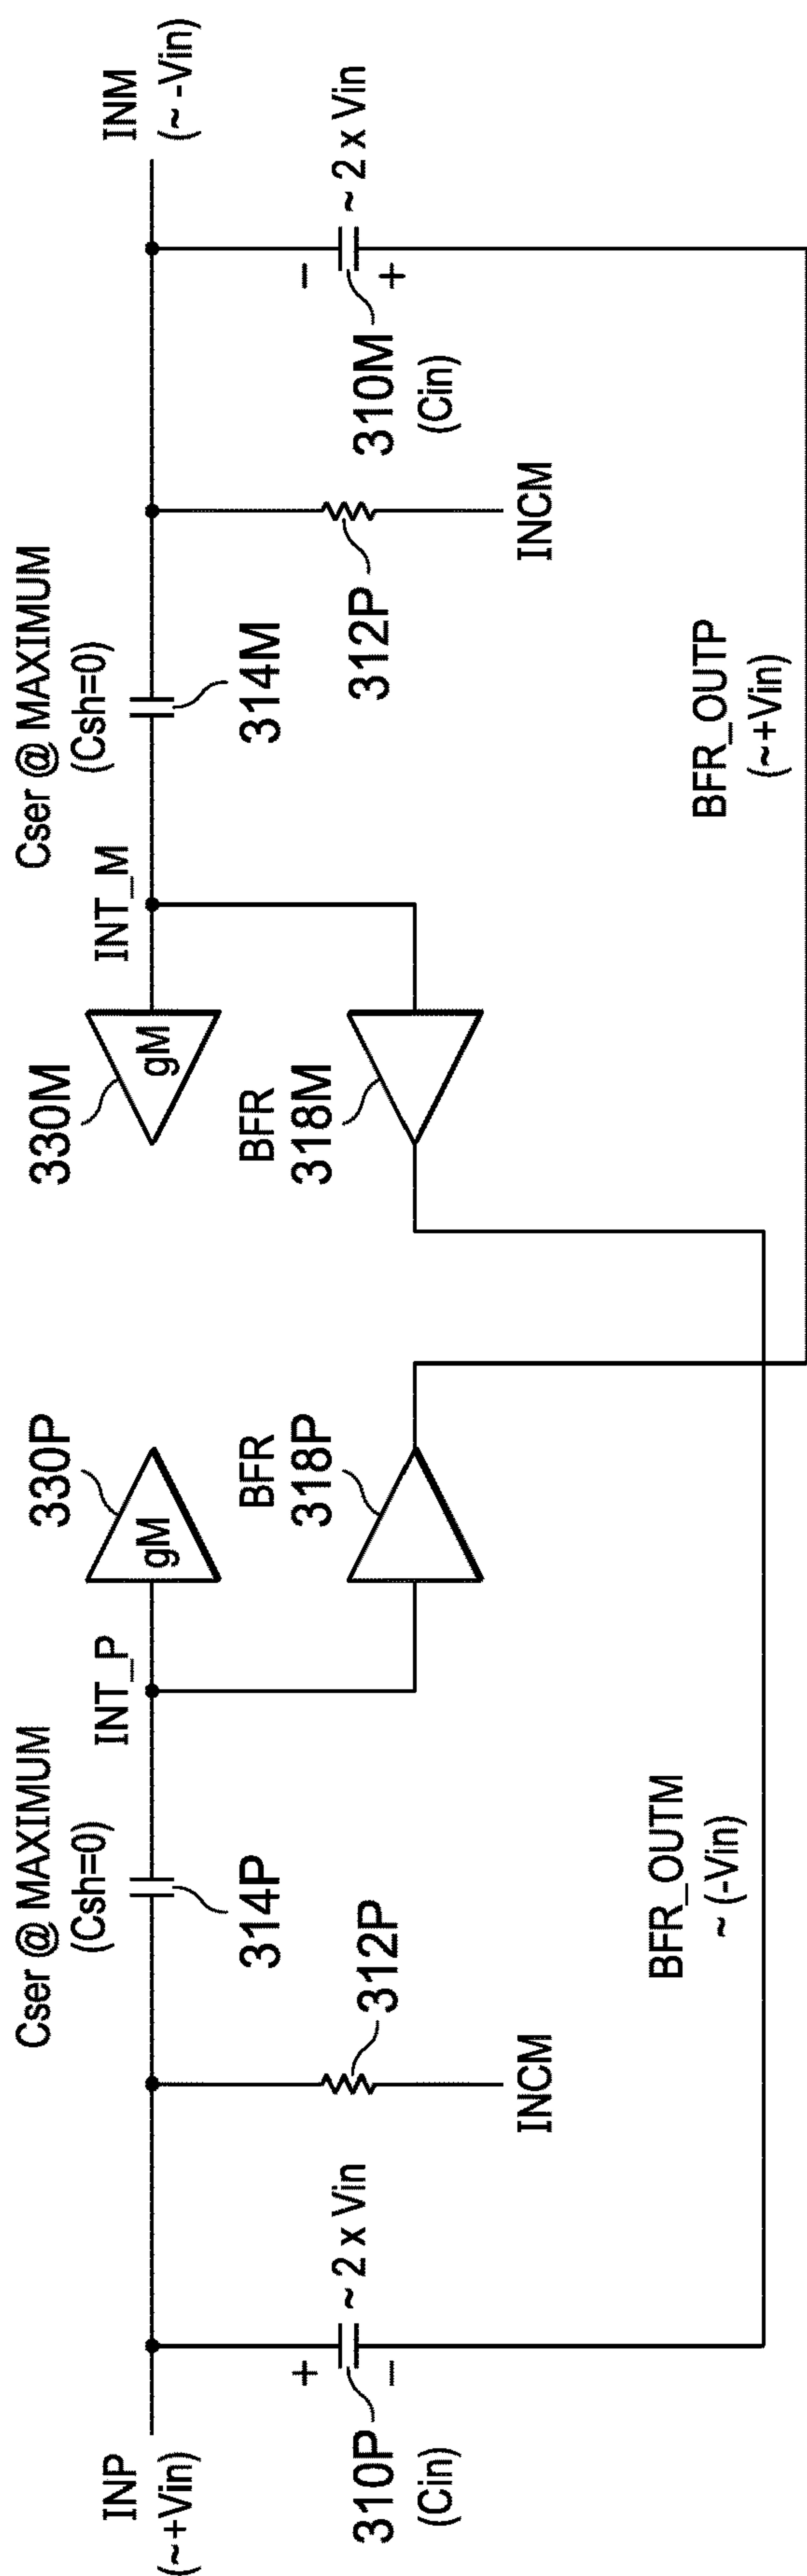 Cser @ MAXIMUM
(Csh=0)
Cser @ MAXIMUM
(Csh=0)
INP
(~+Vin)
INT_P
330P
gM
330M
gM
INT_M
INM
(~ -Vin)
314P
314M
310P
(Cin)
+
-
~ 2 x Vin
312P
INCM
BFR
318P
BFR
318M
312P
INCM
310M
(Cin)
-
+
~ 2 x Vin
BFR_OUTM
~ (-Vin)
BFR_OUTP
(~+Vin)